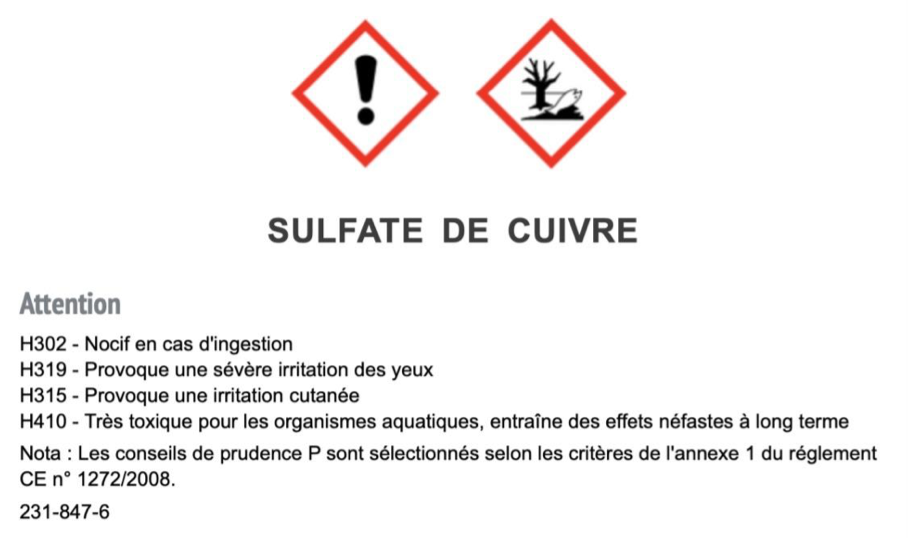 SULFATE DE CUIVRE
Attention
H302 - Nocif en cas d'ingestion
H319 - Provoque une sévère irritation des yeux
H315 - Provoque une irritation cutanée
H410 - Très toxique pour les organismes aquatiques, entraîne des effets néfastes à long terme
Nota : Les conseils de prudence P sont sélectionnés selon les critères de l'annexe 1 du réglement
CE n° 1272/2008.
231-847-6